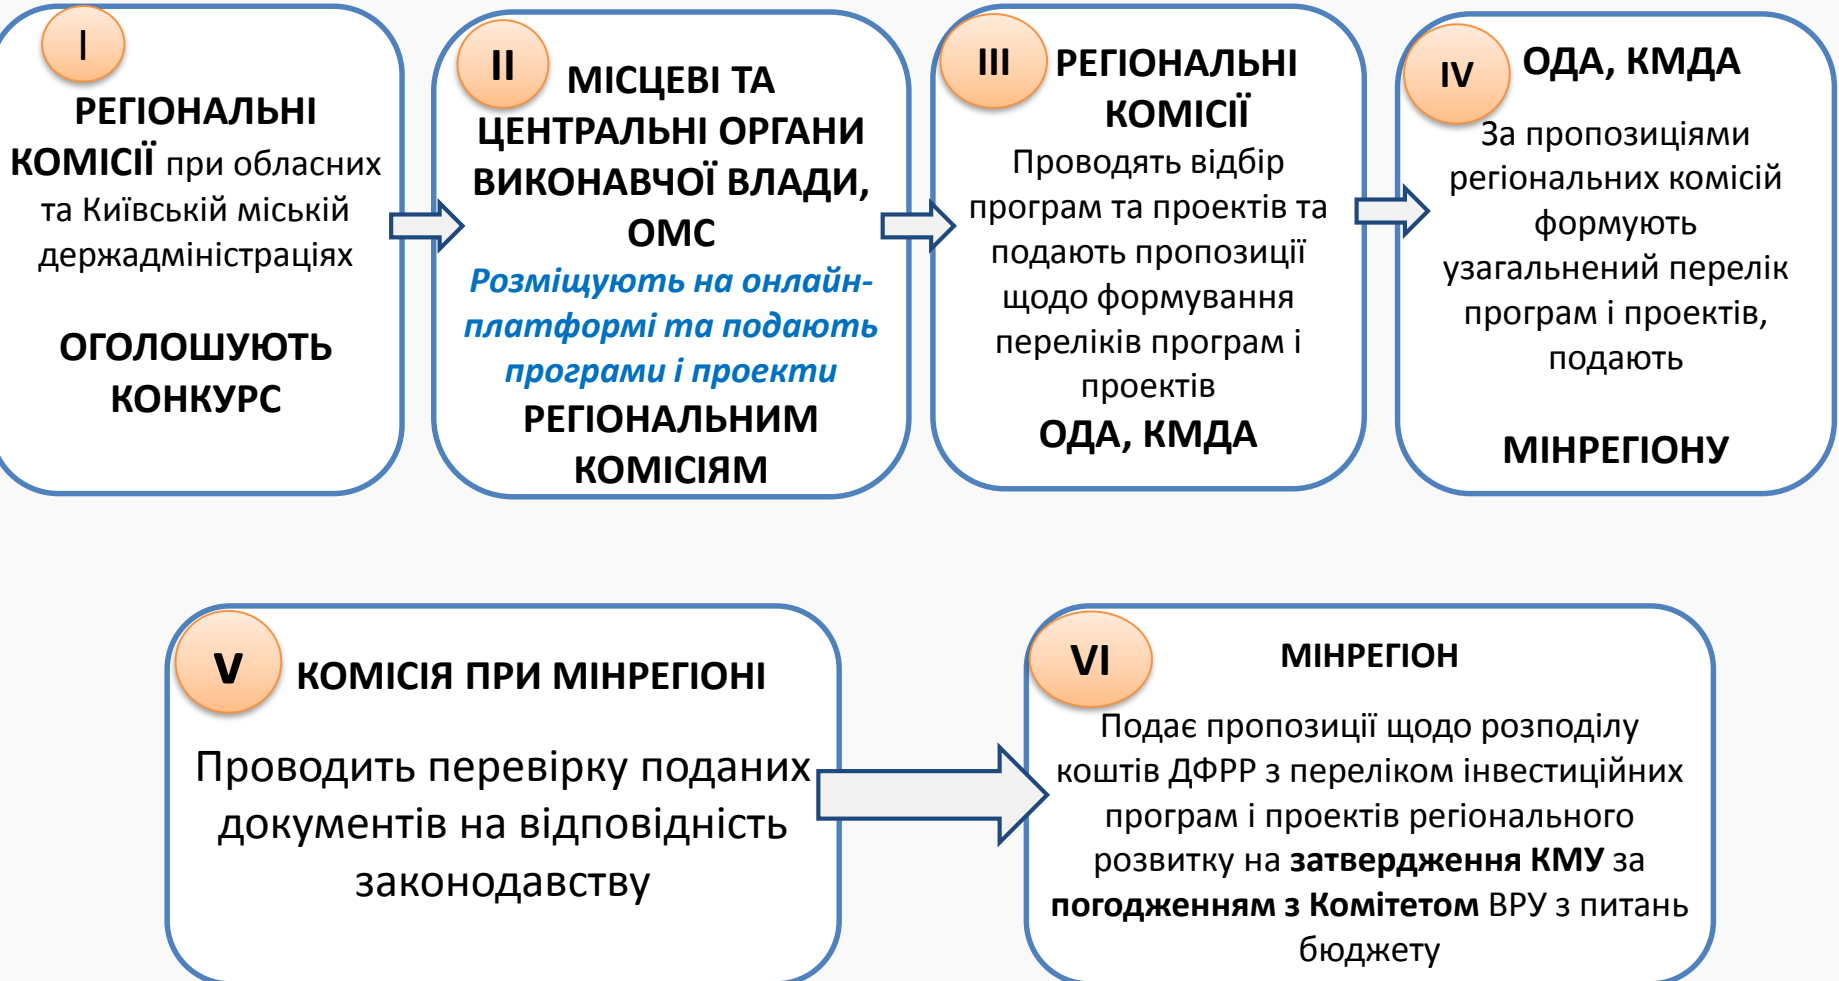 I
РЕГІОНАЛЬНІ
КОМІСІЇ при обласних
та Київській міській
держадміністраціях
ОГОЛОШУЮТЬ
КОНКУРС
II
МІСЦЕВІ ТА
ЦЕНТРАЛЬНІ ОРГАНИ
ВИКОНАВЧОЇ ВЛАДИ,
ОМС
Розміщують на онлайн-
платформі та подають
програми і проекти
РЕГІОНАЛЬНИМ
КОМІСІЯМ
III
РЕГІОНАЛЬНІ
КОМІСІЇ
Проводять відбір
програм та проектів та
подають пропозиції
щодо формування
переліків програм і
проектів
ОДА, КМДА
IV
ОДА, КМДА
За пропозиціями
регіональних комісій
формують
узагальнений перелік
програм і проектів,
подають
МІНРЕГІОНУ
V
КОМІСІЯ ПРИ МІНРЕГІОНІ
Проводить перевірку поданих
документів на відповідність
законодавству
VI
МІНРЕГІОН
Подає пропозиції щодо розподілу
коштів ДФРР з переліком інвестиційних
програм і проектів регіонального
розвитку на затвердження КМУ за
погодженням з Комітетом ВРУ з питань
бюджету